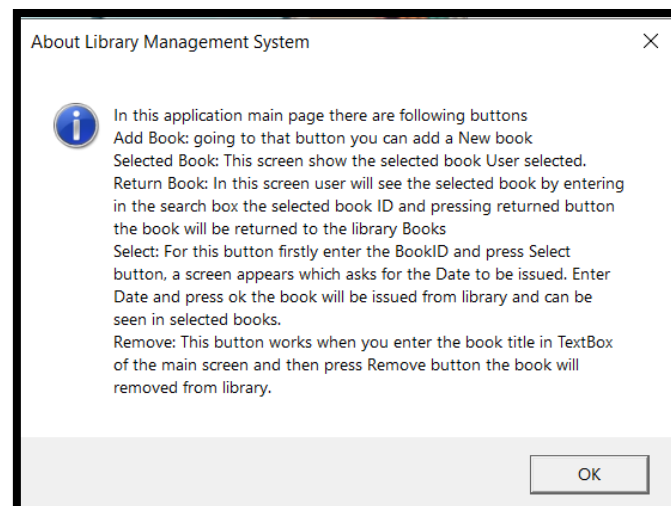 About Library Management System
In this application main page there are following buttons
Add Book: going to that button you can add a New book
Selected Book: This screen show the selected book User selected.
Return Book: In this screen user will see the selected book by entering
in the search box the selected book ID and pressing returned button
the book will be returned to the library Books
Select: For this button firstly enter the BookID and press Select
button, a screen appears which asks for the Date to be issued. Enter
Date and press ok the book will be issued from library and can be
seen in selected books.
Remove: This button works when you enter the book title in TextBox
of the main screen and then press Remove button the book will
removed from library.
OK